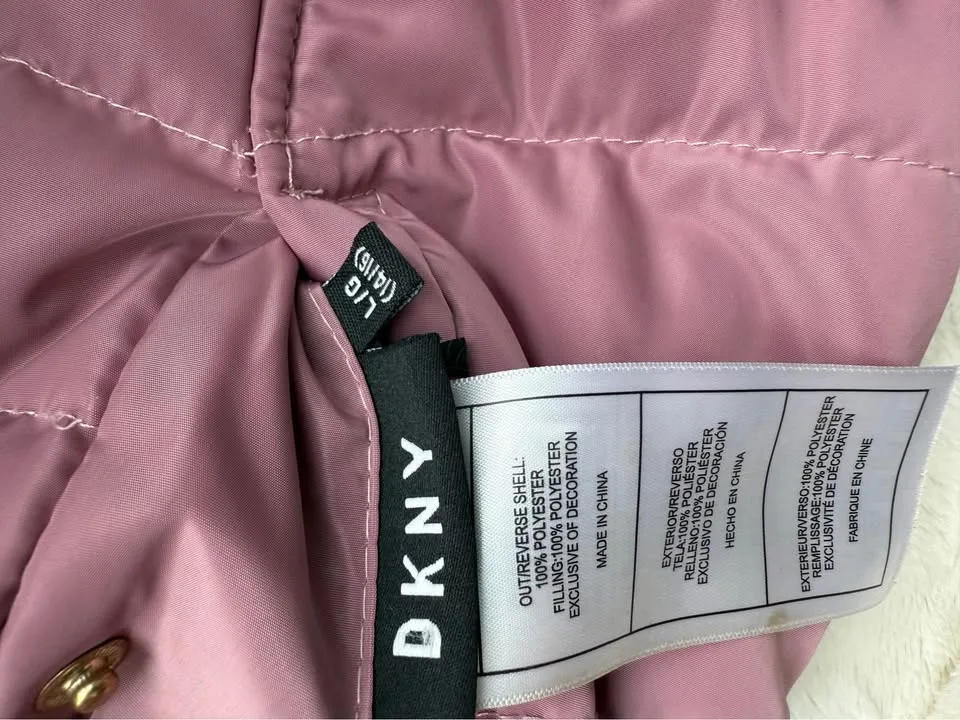 L/G
(14/16)
DKNY
OUT/REVERSE SHELL:
100% POLYESTER
FILLING:100% POLYESTER
EXCLUSIVE OF DECORATION
MADE IN CHINA
EXTERIOR/REVERSO
TELA:100% POLIÉSTER
RELLENO:100% POLIÉSTER
EXCLUSIVO DE DECORACIÓN
HECHO EN CHINA
EXTERIEUR/VERSO:100% POLYESTER
REMPLISSAGE:100% POLYESTER
EXCLUSIVITÉ DE DÉCORATION
FABRIQUE EN CHINE